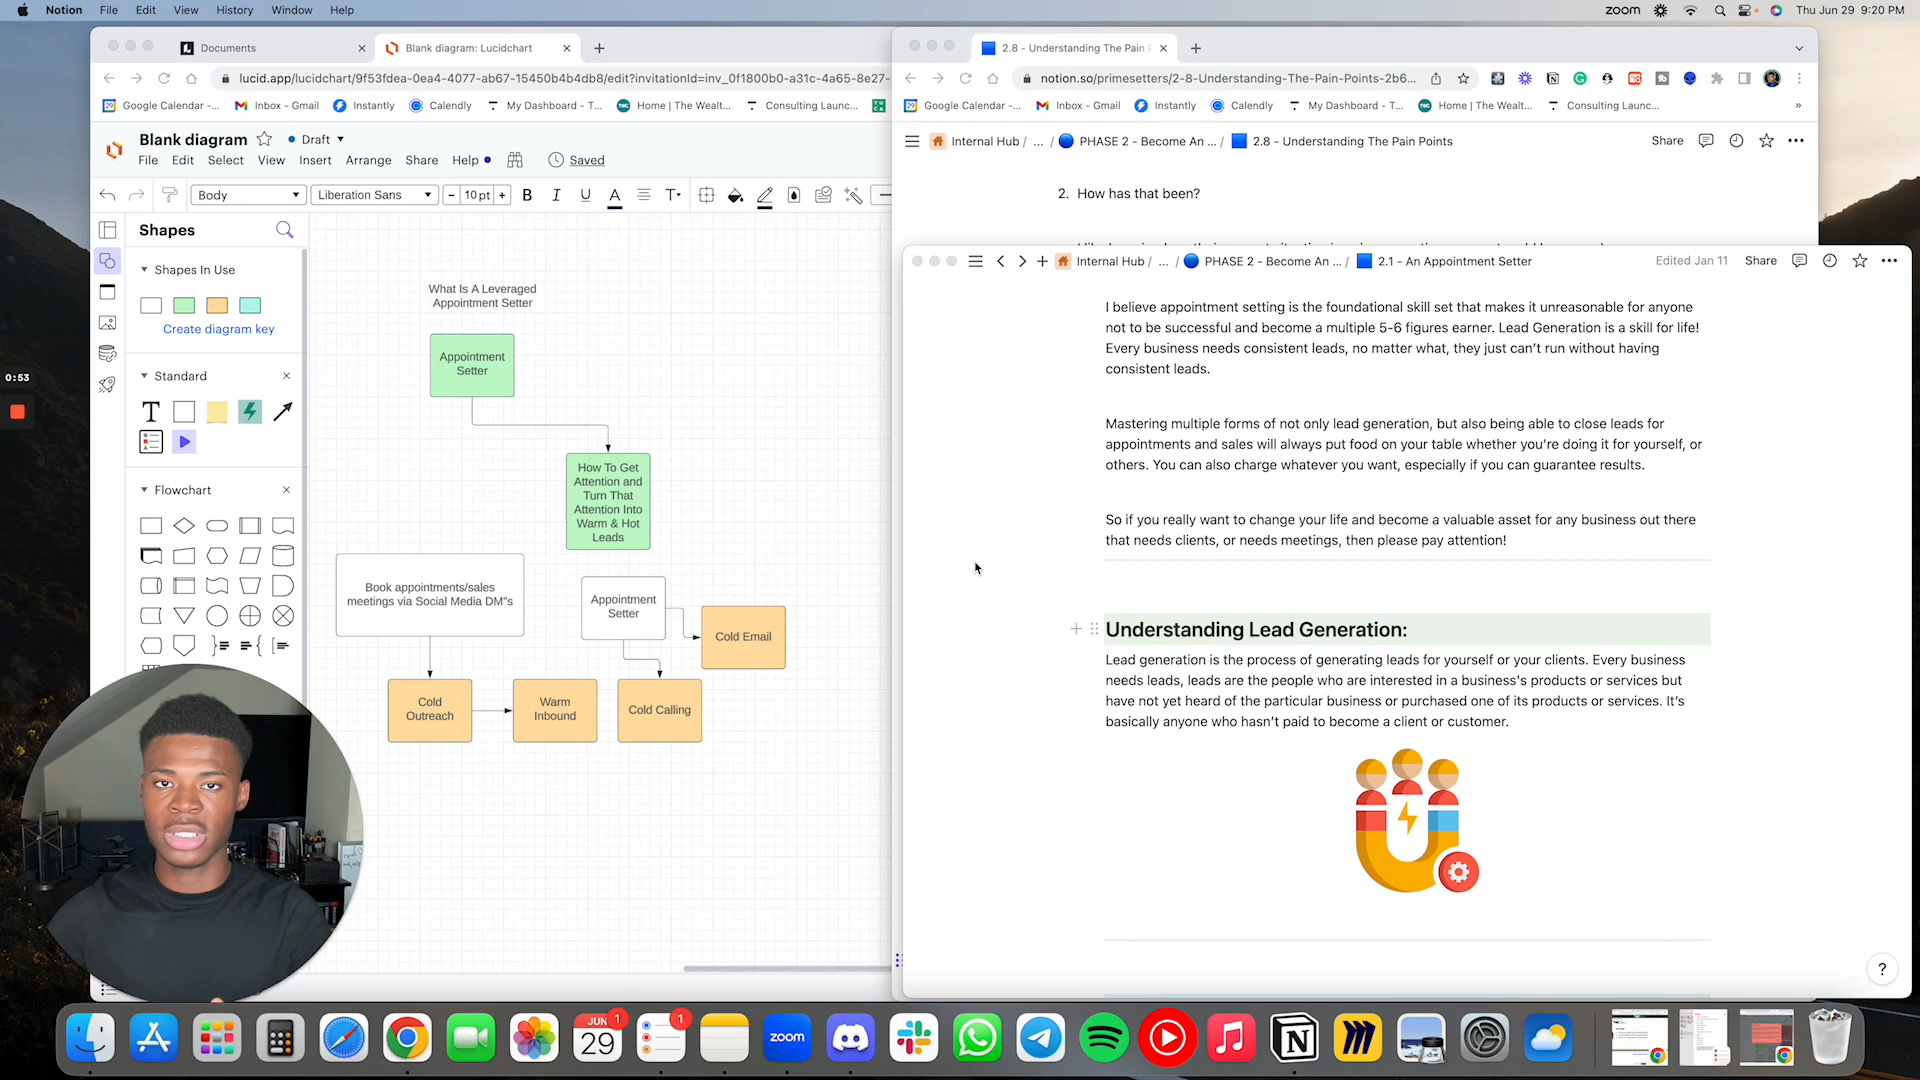 Notion File Edit View History Window Help
zoom Thu Jun 29 9:20 PM
Documents
Blank diagram: Lucidchart
lucid.app/lucidchart/9f53fdea-0ea4-4077-ab67-15450b4b4db8/edit?invitationId=inv_0f1800b0-a31c-4a65-8e27-
Google Calendar -... Inbox - Gmail Instantly Calendly My Dashboard - T... Home | The Wealt... Consulting Launc...
Blank diagram Draft
File Edit Select View Insert Arrange Share Help Saved
Body Liberation Sans - 10 pt + B I U A T
Shapes
Shapes In Use
Create diagram key
Standard
T
Flowchart
0:53
What Is A Leveraged
Appointment Setter
Appointment
Setter
How To Get
Attention and
Turn That
Attention Into
Warm & Hot
Leads
Book appointments/sales
meetings via Social Media DM"s
Appointment
Setter
Cold Email
Cold
Outreach
Warm
Inbound
Cold Calling
2.8 - Understanding The Pain
notion.so/primesetters/2-8-Understanding-The-Pain-Points-2b6...
Google Calendar -... Inbox - Gmail Instantly Calendly My Dashboard - T... Home | The Wealt... Consulting Launc... »
Internal Hub / ... / PHASE 2 - Become An ... / 2.8 - Understanding The Pain Points Share
2. How has that been?
Internal Hub / ... / PHASE 2 - Become An ... / 2.1 - An Appointment Setter Edited Jan 11 Share
I believe appointment setting is the foundational skill set that makes it unreasonable for anyone
not to be successful and become a multiple 5-6 figures earner. Lead Generation is a skill for life!
Every business needs consistent leads, no matter what, they just can't run without having
consistent leads.
Mastering multiple forms of not only lead generation, but also being able to close leads for
appointments and sales will always put food on your table whether you're doing it for yourself, or
others. You can also charge whatever you want, especially if you can guarantee results.
So if you really want to change your life and become a valuable asset for any business out there
that needs clients, or needs meetings, then please pay attention!
Understanding Lead Generation:
Lead generation is the process of generating leads for yourself or your clients. Every business
needs leads, leads are the people who are interested in a business's products or services but
have not yet heard of the particular business or purchased one of its products or services. It's
basically anyone who hasn't paid to become a client or customer.
?
JUN 1
29
1
zoom